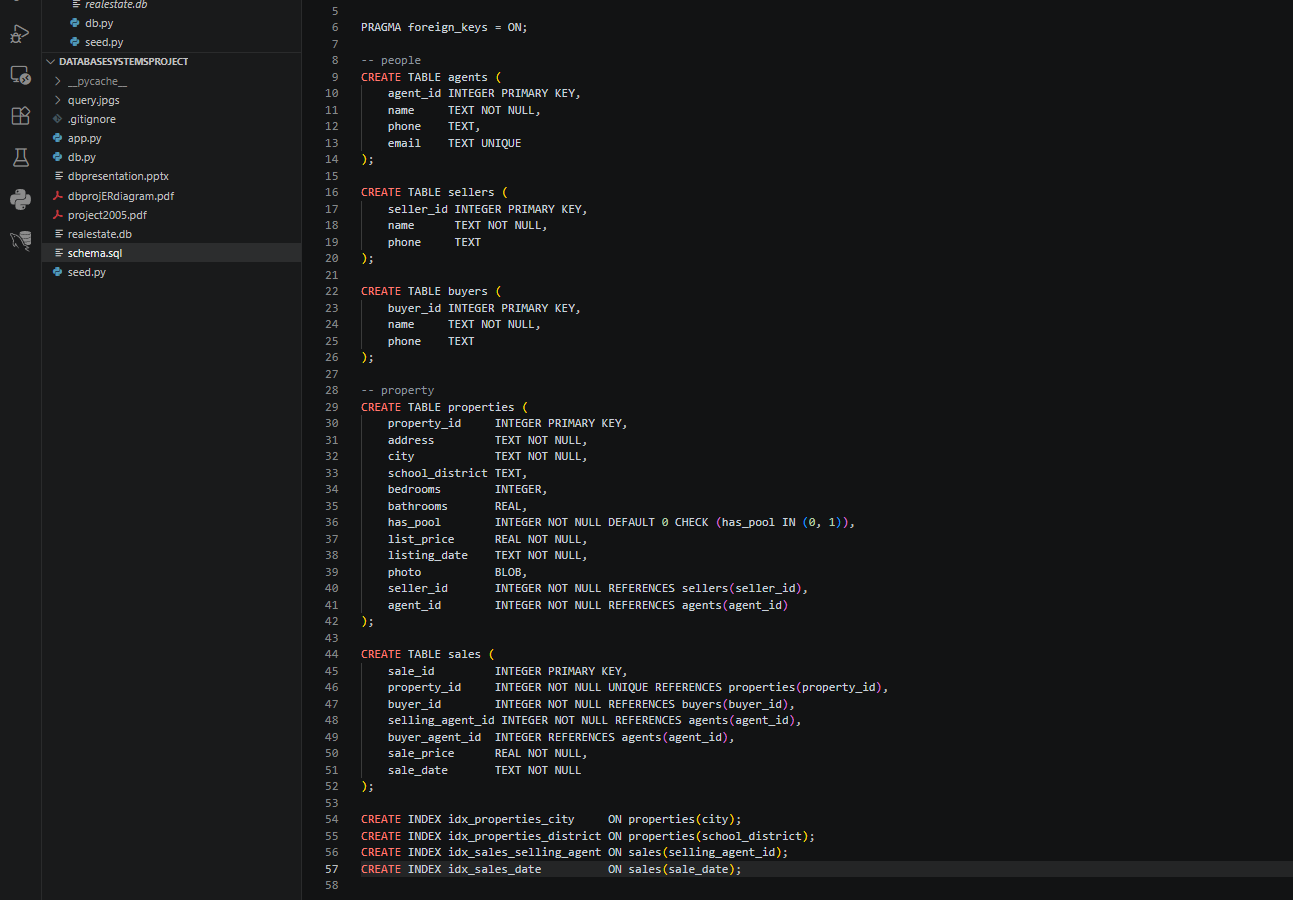 realestate.db
db.py
seed.py
DATABASESYSTEMSPROJECT
__pycache__
query.jpgs
.gitignore
app.py
db.py
dbpresentation.pptx
dbprojERdiagram.pdf
project2005.pdf
realestate.db
schema.sql
seed.py
5
6 PRAGMA foreign_keys = ON;
7
8 -- people
9 CREATE TABLE agents (
10     agent_id INTEGER PRIMARY KEY,
11     name     TEXT NOT NULL,
12     phone    TEXT,
13     email    TEXT UNIQUE
14 );
15
16 CREATE TABLE sellers (
17     seller_id INTEGER PRIMARY KEY,
18     name      TEXT NOT NULL,
19     phone     TEXT
20 );
21
22 CREATE TABLE buyers (
23     buyer_id INTEGER PRIMARY KEY,
24     name     TEXT NOT NULL,
25     phone    TEXT
26 );
27
28 -- property
29 CREATE TABLE properties (
30     property_id     INTEGER PRIMARY KEY,
31     address         TEXT NOT NULL,
32     city            TEXT NOT NULL,
33     school_district TEXT,
34     bedrooms        INTEGER,
35     bathrooms       REAL,
36     has_pool        INTEGER NOT NULL DEFAULT 0 CHECK (has_pool IN (0, 1)),
37     list_price      REAL NOT NULL,
38     listing_date    TEXT NOT NULL,
39     photo           BLOB,
40     seller_id       INTEGER NOT NULL REFERENCES sellers(seller_id),
41     agent_id        INTEGER NOT NULL REFERENCES agents(agent_id)
42 );
43
44 CREATE TABLE sales (
45     sale_id         INTEGER PRIMARY KEY,
46     property_id     INTEGER NOT NULL UNIQUE REFERENCES properties(property_id),
47     buyer_id        INTEGER NOT NULL REFERENCES buyers(buyer_id),
48     selling_agent_id INTEGER NOT NULL REFERENCES agents(agent_id),
49     buyer_agent_id  INTEGER REFERENCES agents(agent_id),
50     sale_price      REAL NOT NULL,
51     sale_date       TEXT NOT NULL
52 );
53
54 CREATE INDEX idx_properties_city     ON properties(city);
55 CREATE INDEX idx_properties_district ON properties(school_district);
56 CREATE INDEX idx_sales_selling_agent ON sales(selling_agent_id);
57 CREATE INDEX idx_sales_date          ON sales(sale_date);
58